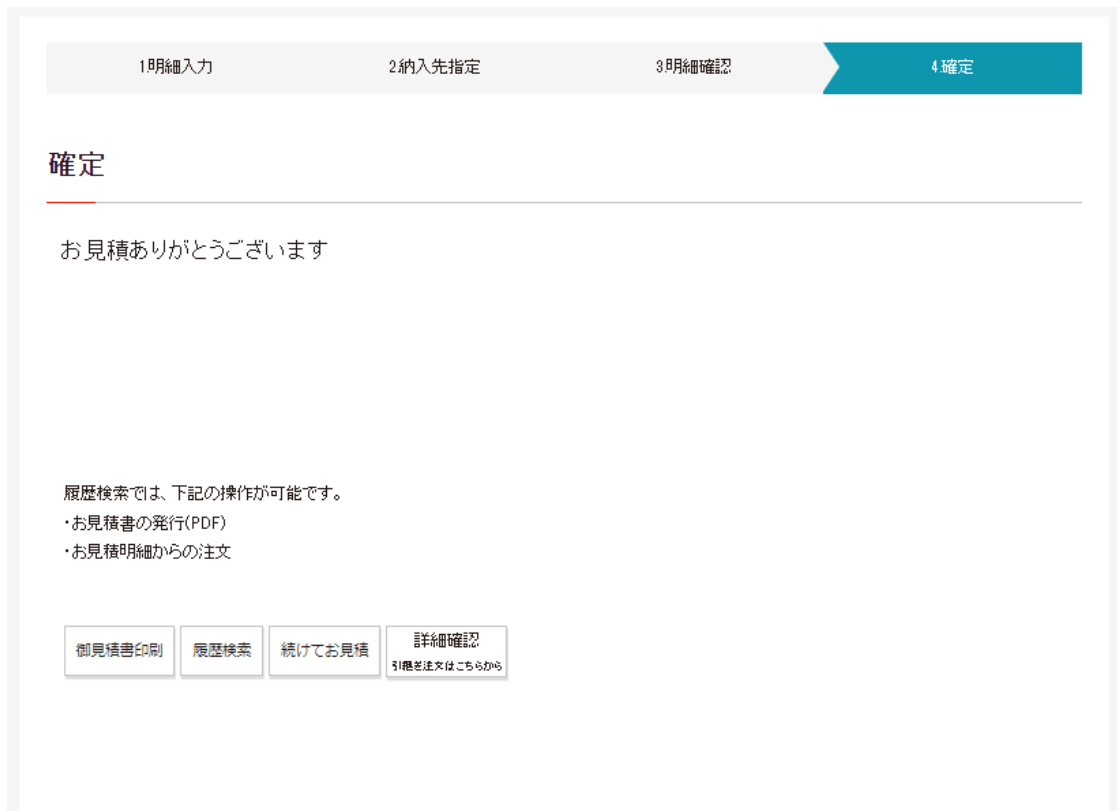 1.明細入力 2.納入先指定 3.明細確認 4.確定
確定
お見積ありがとうございます
履歴検索では、下記の操作が可能です。
・お見積書の発行(PDF)
・お見積明細からの注文
御見積書印刷 履歴検索 続けてお見積 詳細確認
引継ぎ注文はこちらから